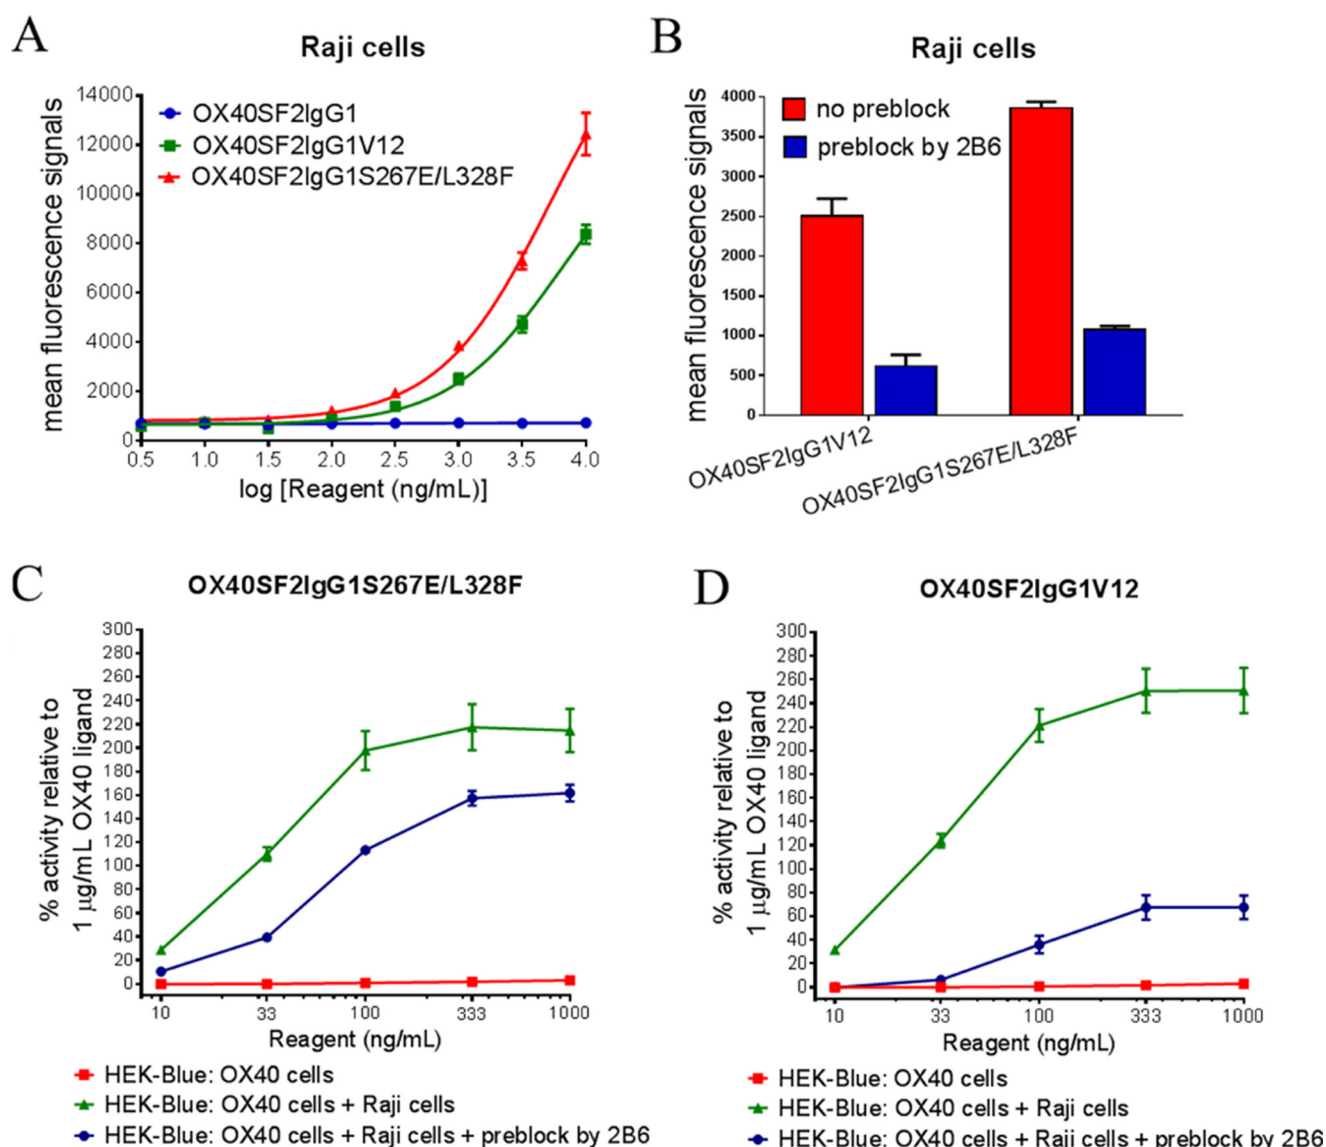 A
Raji cells
mean fluorescence signals
14000
12000
10000
8000
6000
4000
2000
0
OX40SF2IgG1
OX40SF2IgG1V12
OX40SF2IgG1S267E/L328F
0.5 1.0 1.5 2.0 2.5 3.0 3.5 4.0
log [Reagent (ng/mL)]
B
Raji cells
mean fluorescence signals
4000
3500
3000
2500
2000
1500
1000
500
0
no preblock
preblock by 2B6
OX40SF2IgG1V12
OX40SF2IgG1S267E/L328F
C
OX40SF2IgG1S267E/L328F
% activity relative to
1 µg/mL OX40 ligand
300
280
260
240
220
200
180
160
140
120
100
80
60
40
20
0
10 33 100 333 1000
Reagent (ng/mL)
HEK-Blue: OX40 cells
HEK-Blue: OX40 cells + Raji cells
HEK-Blue: OX40 cells + Raji cells + preblock by 2B6
D
OX40SF2IgG1V12
% activity relative to
1 µg/mL OX40 ligand
300
280
260
240
220
200
180
160
140
120
100
80
60
40
20
0
10 33 100 333 1000
Reagent (ng/mL)
HEK-Blue: OX40 cells
HEK-Blue: OX40 cells + Raji cells
HEK-Blue: OX40 cells + Raji cells + preblock by 2B6